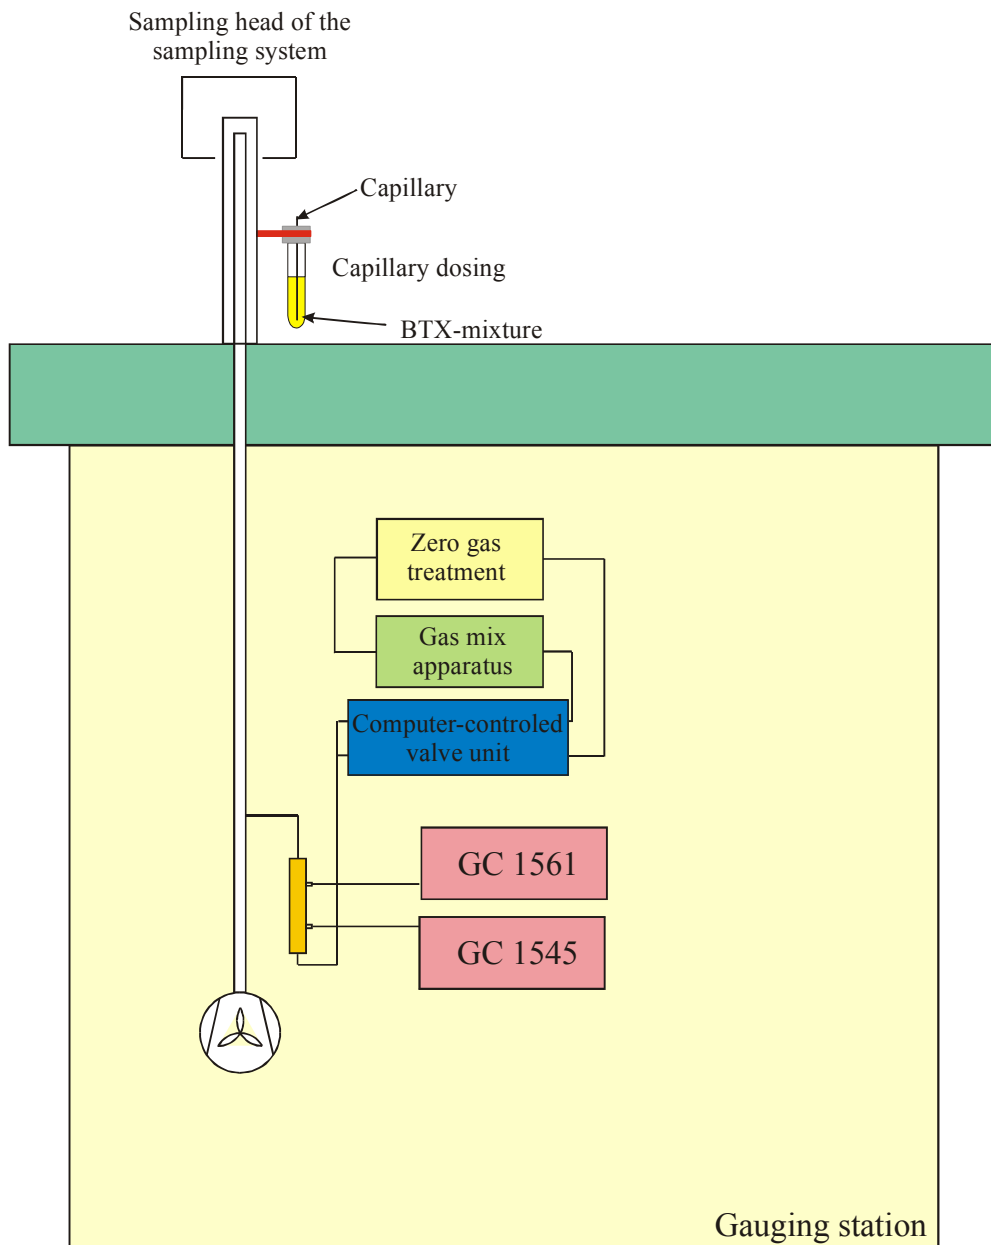 Sampling head of the
sampling system
Capillary
Capillary dosing
BTX-mixture
Zero gas
treatment
Gas mix
apparatus
Computer-controled
valve unit
GC 1561
GC 1545
Gauging station